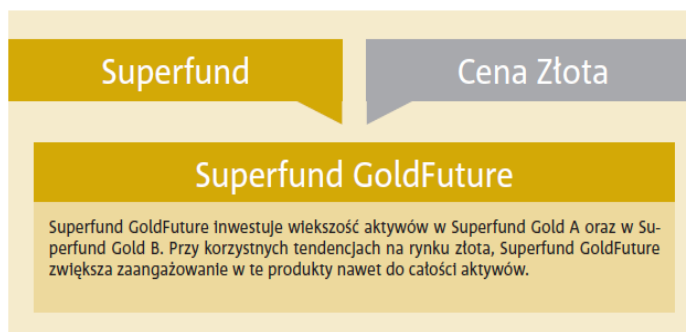 Superfund
Cena Złota
Superfund GoldFuture
Superfund GoldFuture inwestuje wiekszość aktywów w Superfund Gold A oraz w Su-
perfund Gold B. Przy korzystnych tendencjach na rynku złota, Superfund GoldFuture
zwiększa zaangażowanie w te produkty nawet do całości aktywów.